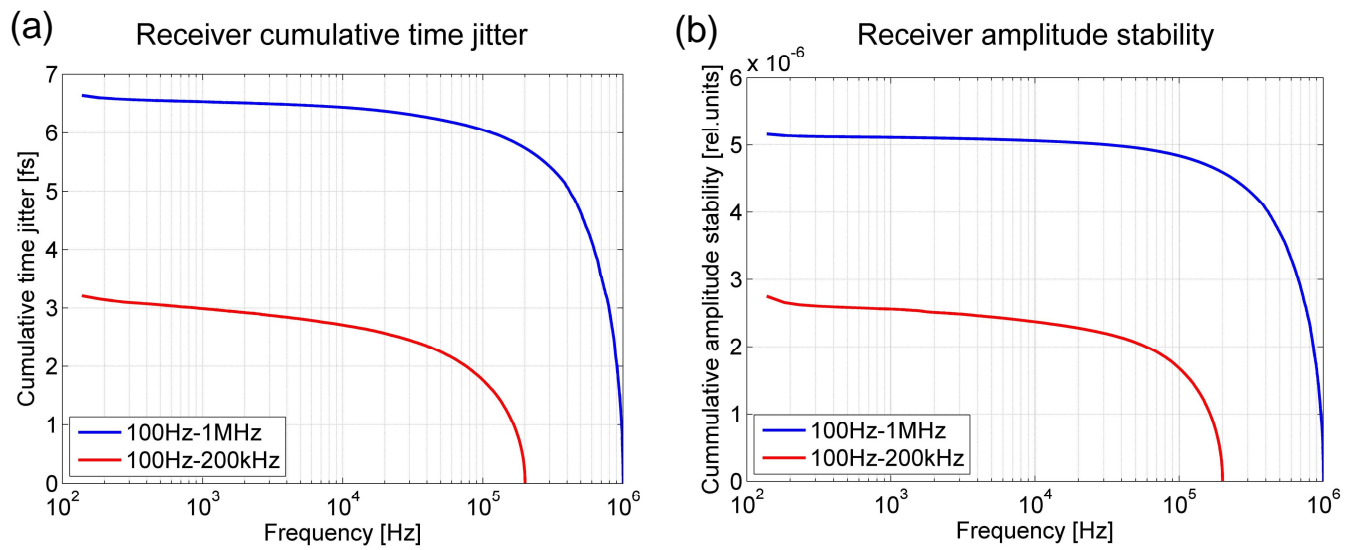 (a)
Receiver cumulative time jitter
7
6
5
4
3
2
1
0
Cumulative time jitter [fs]
100Hz-1MHz
100Hz-200kHz
10^2
10^3
10^4
10^5
10^6
Frequency [Hz]
(b)
Receiver amplitude stability
x 10^-6
6
5
4
3
2
1
0
Cummulative amplitude stability [rel.units]
100Hz-1MHz
100Hz-200kHz
10^2
10^3
10^4
10^5
10^6
Frequency [Hz]